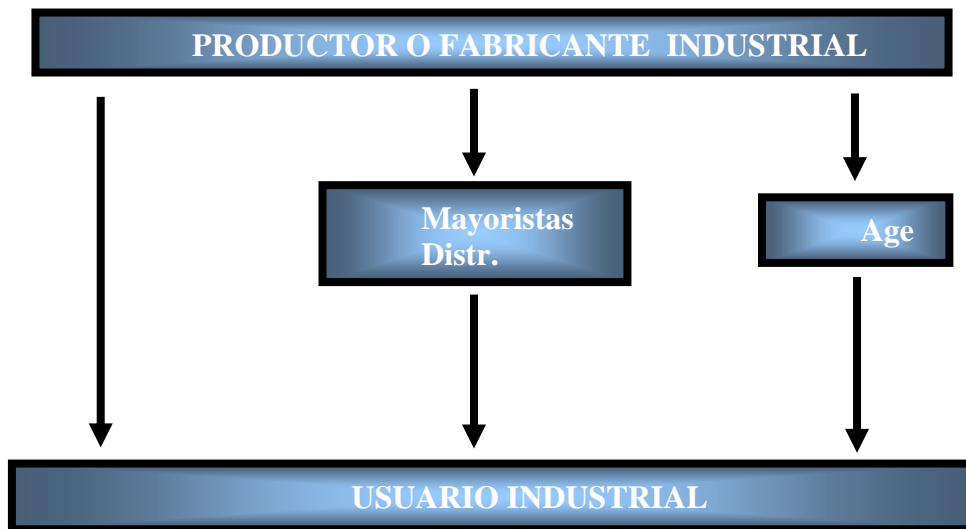 PRODUCTOR O FABRICANTE INDUSTRIAL
Mayoristas
Distr.
Age
USUARIO INDUSTRIAL